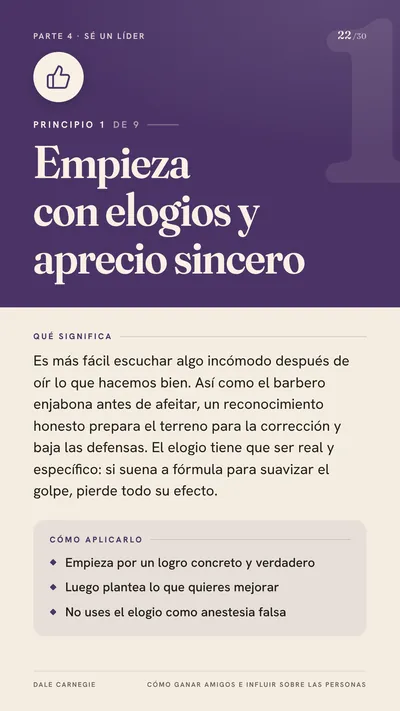 PARTE 4 · SÉ UN LÍDER
22/30
1
PRINCIPIO 1 DE 9
Empieza
con elogios y
aprecio sincero
QUÉ SIGNIFICA
Es más fácil escuchar algo incómodo después de
oír lo que hacemos bien. Así como el barbero
enjabona antes de afeitar, un reconocimiento
honesto prepara el terreno para la corrección y
baja las defensas. El elogio tiene que ser real y
específico: si suena a fórmula para suavizar el
golpe, pierde todo su efecto.
CÓMO APLICARLO
◆ Empieza por un logro concreto y verdadero
◆ Luego plantea lo que quieres mejorar
◆ No uses el elogio como anestesia falsa
DALE CARNEGIE
CÓMO GANAR AMIGOS E INFLUIR SOBRE LAS PERSONAS